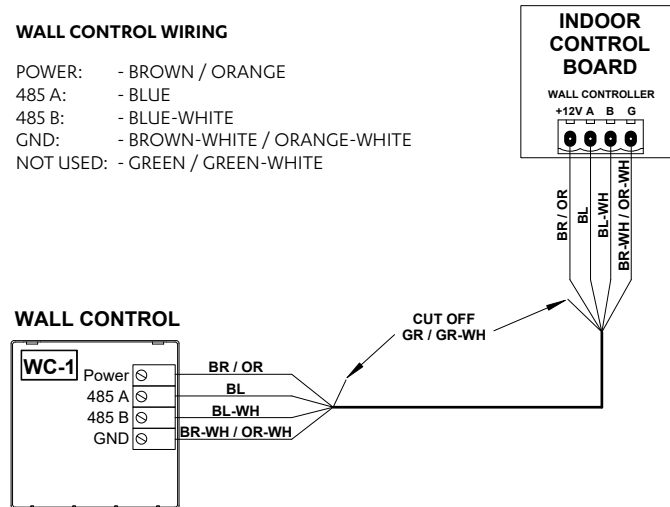 WALL CONTROL WIRING
POWER: - BROWN / ORANGE
485 A: - BLUE
485 B: - BLUE-WHITE
GND: - BROWN-WHITE / ORANGE-WHITE
NOT USED: - GREEN / GREEN-WHITE
INDOOR
CONTROL
BOARD
WALL CONTROLLER
+12V A B G
BR / OR
BL
BL-WH
BR-WH / OR-WH
CUT OFF
GR / GR-WH
WALL CONTROL
WC-1
Power
485 A
485 B
GND
BR / OR
BL
BL-WH
BR-WH / OR-WH